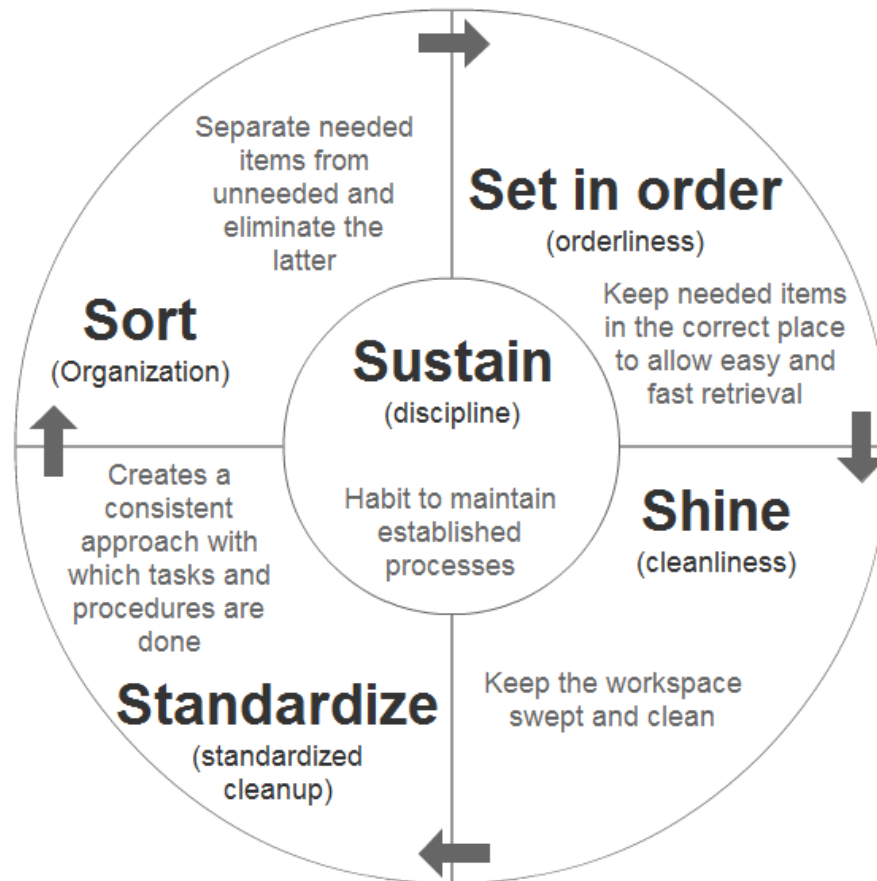 Separate needed
items from
unneeded and
eliminate the
latter
Sort
(Organization)
Set in order
(orderliness)
Keep needed items
in the correct place
to allow easy and
fast retrieval
Sustain
(discipline)
Habit to maintain
established
processes
Shine
(cleanliness)
Keep the workspace
swept and clean
Creates a
consistent
approach with
which tasks and
procedures are
done
Standardize
(standardized
cleanup)